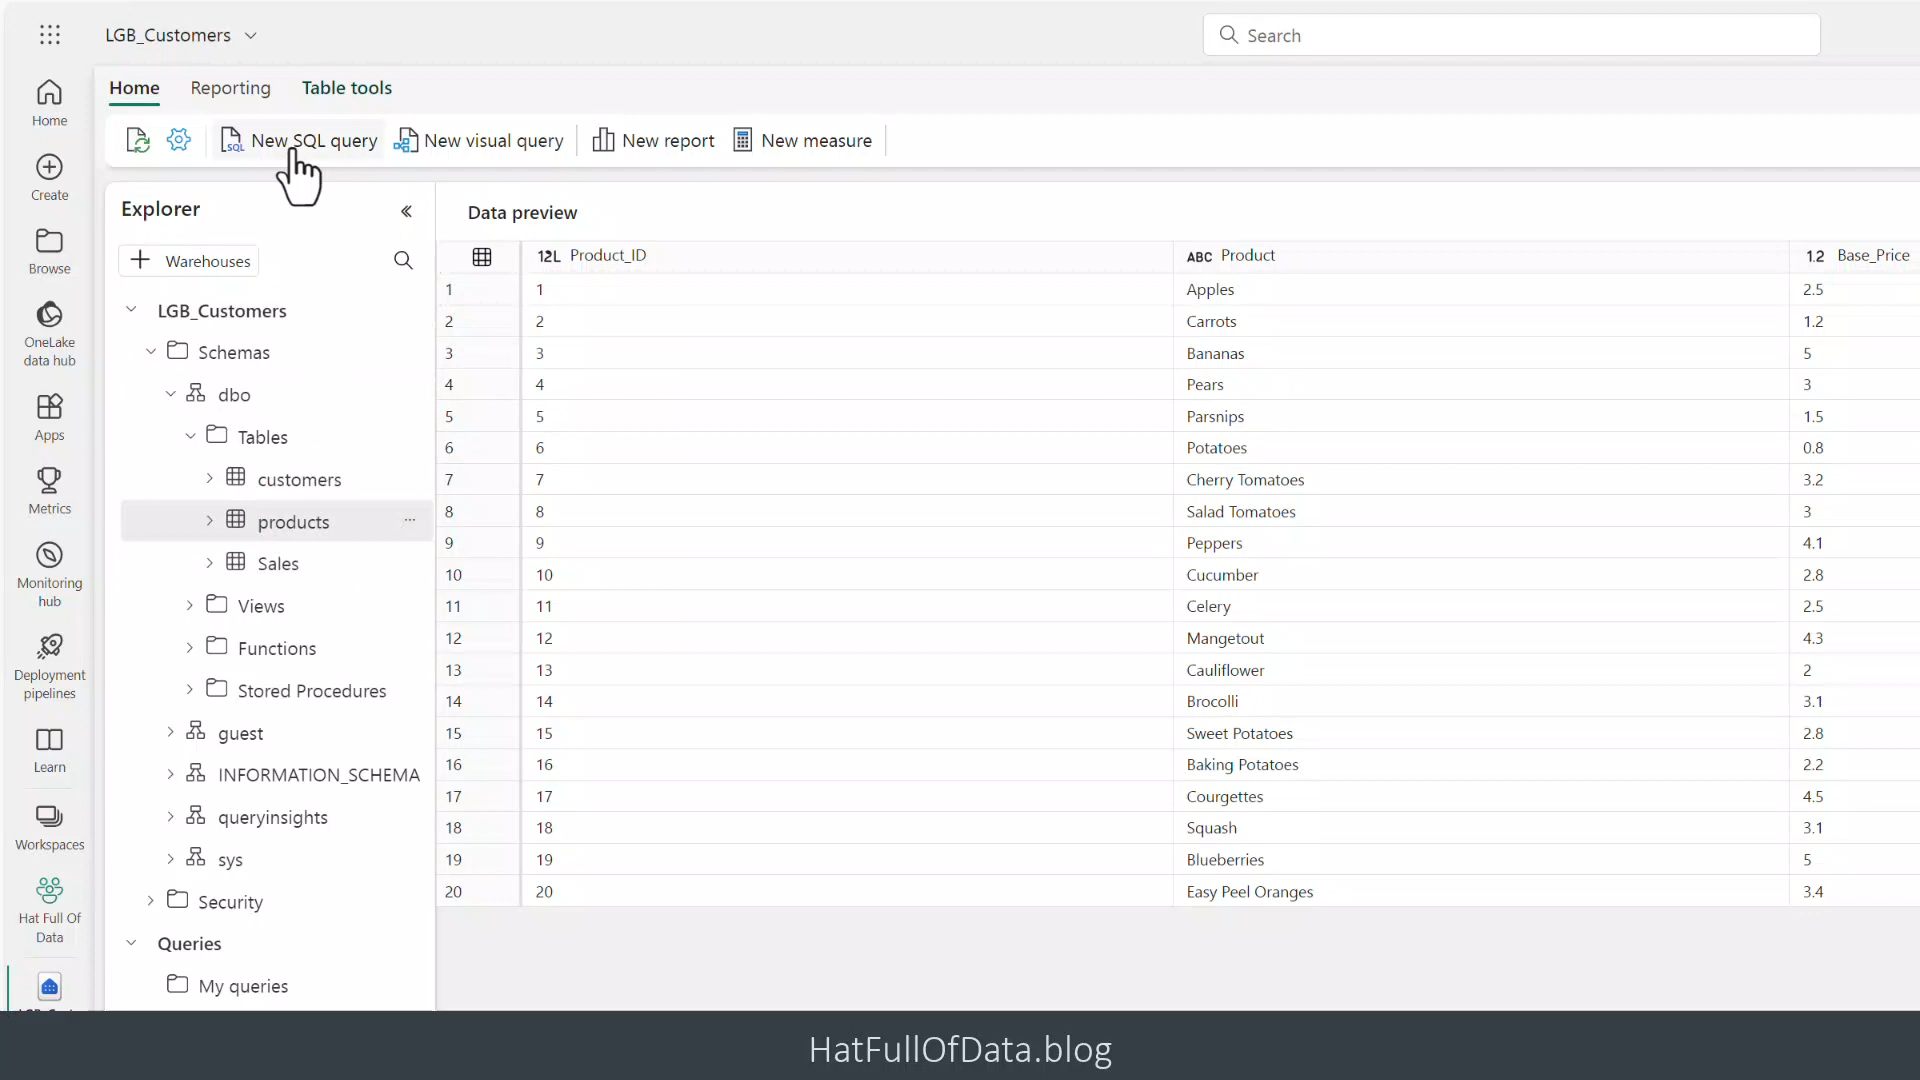 LGB_Customers
Search
Home Reporting Table tools
SQL New SQL query New visual query New report New measure
Home
Create
Browse
OneLake
data hub
Apps
Metrics
Monitoring
hub
Deployment
pipelines
Learn
Workspaces
Hat Full Of
Data
Explorer
Warehouses
LGB_Customers
Schemas
dbo
Tables
customers
products
Sales
Views
Functions
Stored Procedures
guest
INFORMATION_SCHEMA
queryinsights
sys
Security
Queries
My queries
Data preview
12L Product_ID ABC Product 1.2 Base_Price
1 1 Apples 2.5
2 2 Carrots 1.2
3 3 Bananas 5
4 4 Pears 3
5 5 Parsnips 1.5
6 6 Potatoes 0.8
7 7 Cherry Tomatoes 3.2
8 8 Salad Tomatoes 3
9 9 Peppers 4.1
10 10 Cucumber 2.8
11 11 Celery 2.5
12 12 Mangetout 4.3
13 13 Cauliflower 2
14 14 Brocolli 3.1
15 15 Sweet Potatoes 2.8
16 16 Baking Potatoes 2.2
17 17 Courgettes 4.5
18 18 Squash 3.1
19 19 Blueberries 5
20 20 Easy Peel Oranges 3.4
HatFullOfData.blog